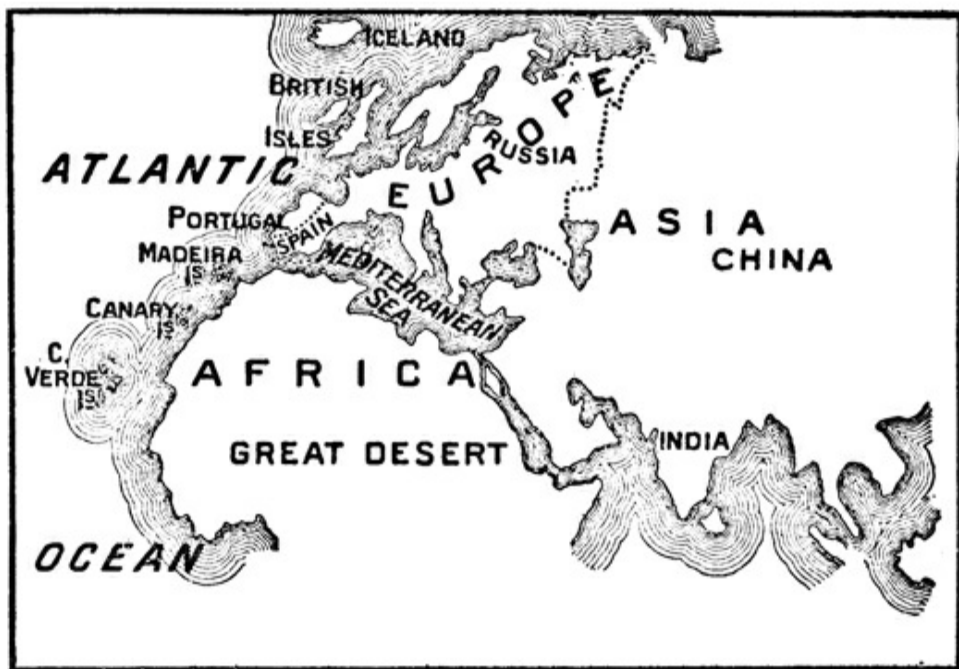 ICELAND
BRITISH
ISLES
EUROPE
RUSSIA
ATLANTIC
PORTUGAL
SPAIN
ASIA
CHINA
MADEIRA
IS
MEDITERRANEAN
SEA
CANARY
IS
C.
VERDE
IS
AFRICA
GREAT DESERT
INDIA
OCEAN